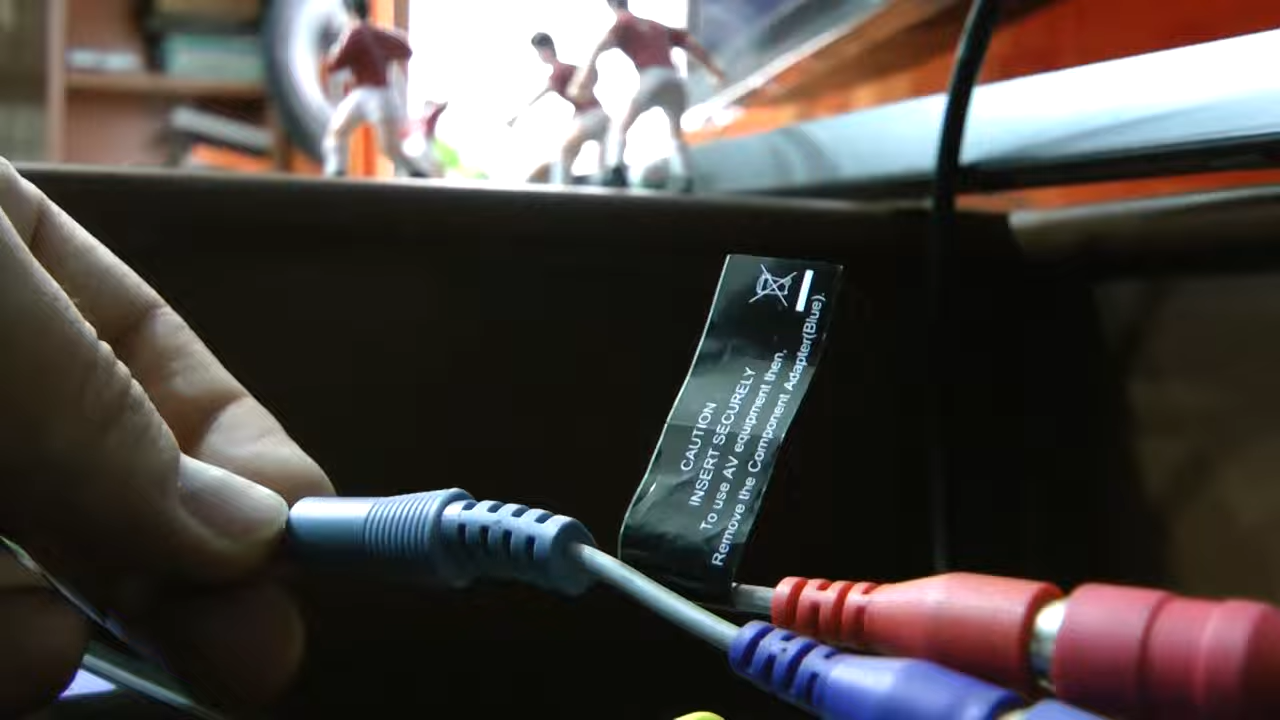 CAUTION
INSERT SECURELY
To use AV equipment then,
Remove the Component Adapter(Blue).